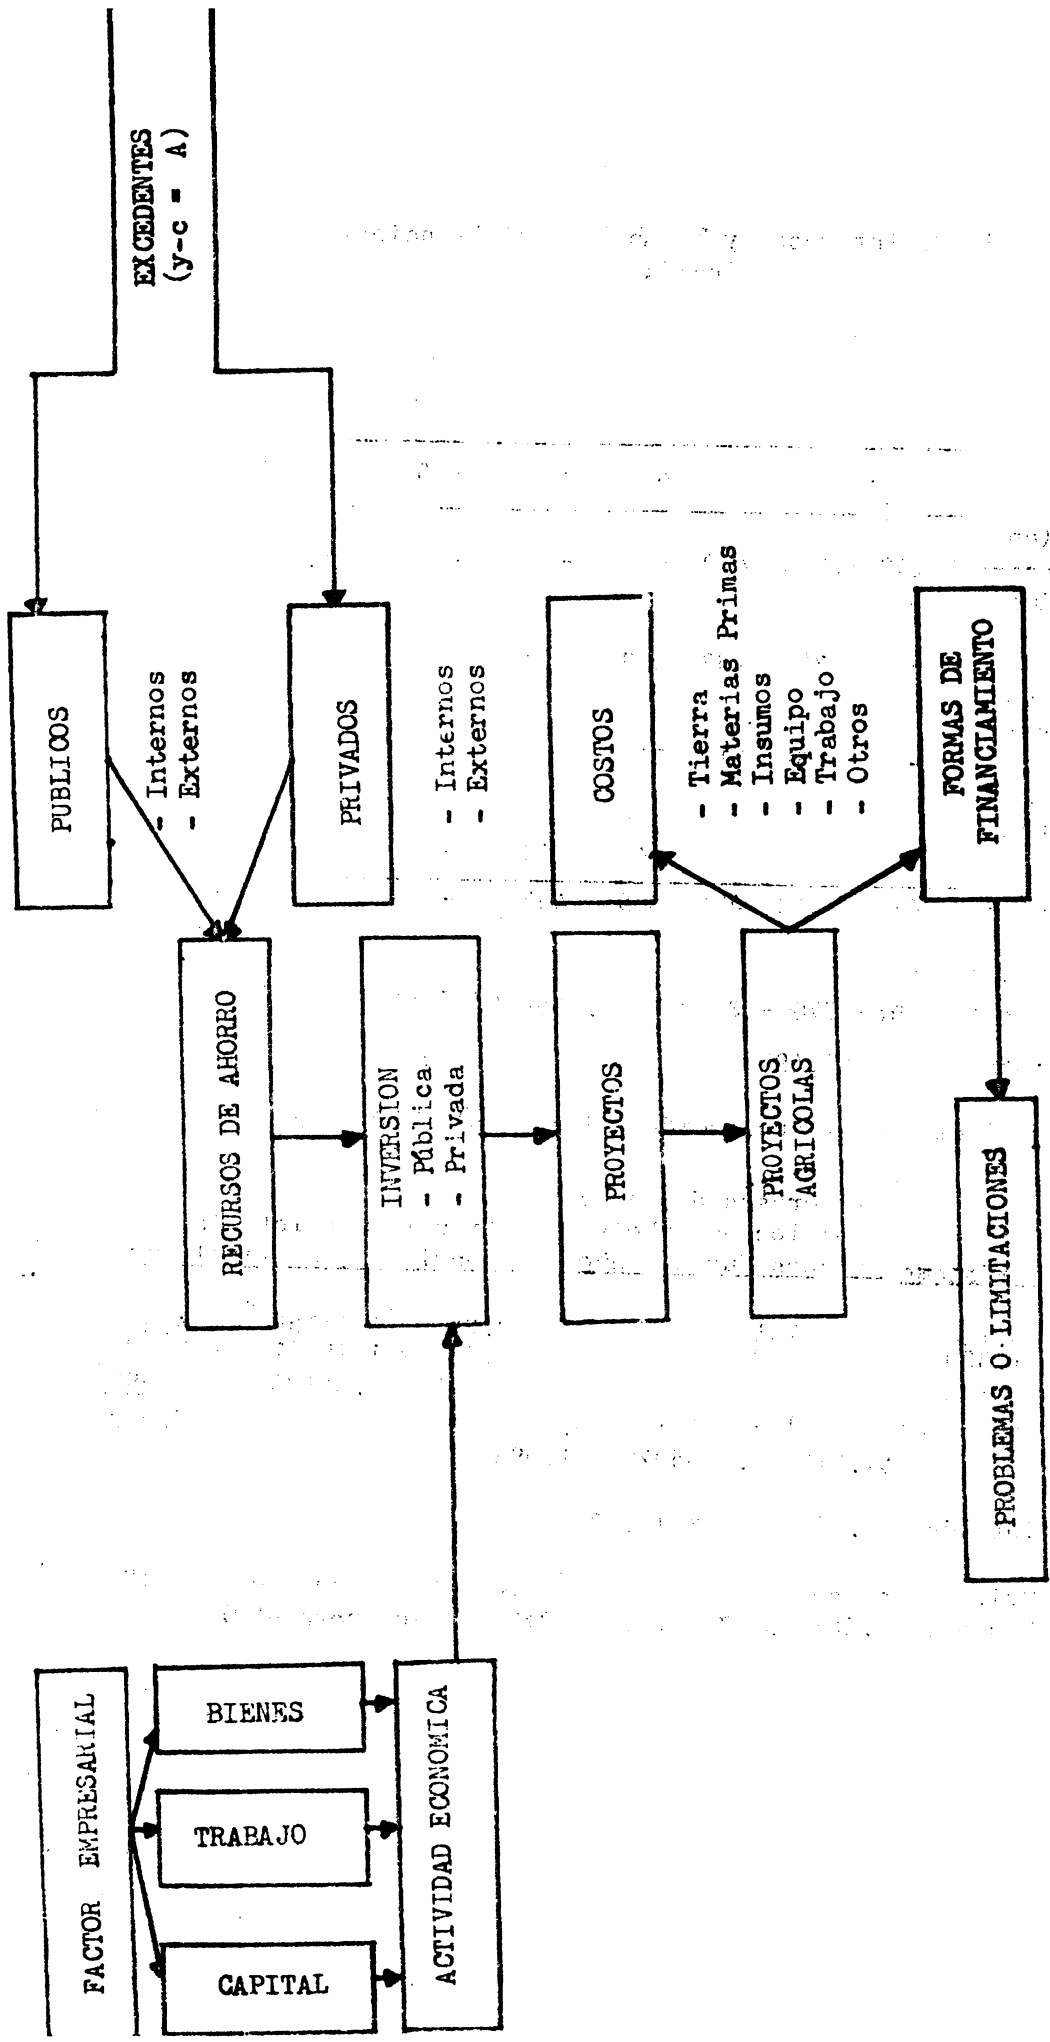 FACTOR EMPRESARIAL
CAPITAL
TRABAJO
BIENES
ACTIVIDAD ECONOMICA
RECURSOS DE AHORRO
INVERSION
- Pública
- Privada
PROYECTOS
PROYECTOS
AGRICOLAS
PROBLEMAS O LIMITACIONES
PUBLICOS
- Internos
- Externos
PRIVADOS
- Internos
- Externos
COSTOS
- Tierra
- Materias Primas
- Insumos
- Equipo
- Trabajo
- Otros
FORMAS DE
FINANCIAMIENTO
EXCEDENTES
(y-c = A)